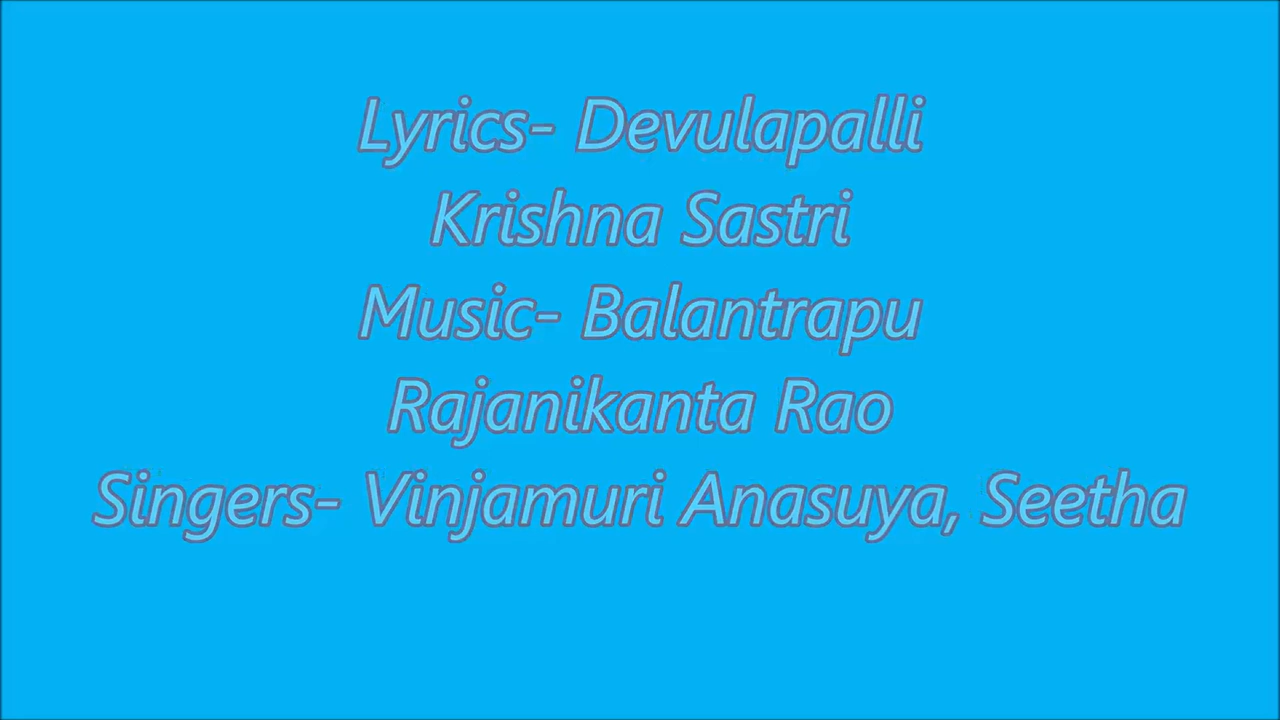 Lyrics- Devulapalli
Krishna Sastri
Music- Balantrapu
Rajanikanta Rao
Singers- Vinjamuri Anasuya, Seetha